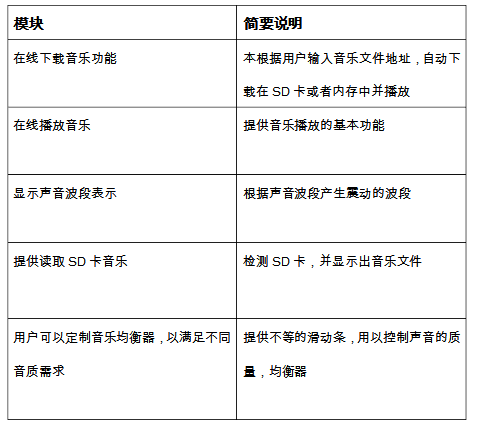 模块 简要说明
在线下载音乐功能 本根据用户输入音乐文件地址，自动下
载在 SD 卡或者内存中并播放
在线播放音乐 提供音乐播放的基本功能
显示声音波段表示 根据声音波段产生震动的波段
提供读取 SD 卡音乐 检测 SD 卡，并显示出音乐文件
用户可以定制音乐均衡器，以满足不同 提供不等的滑动条，用以控制声音的质
音质需求 量，均衡器